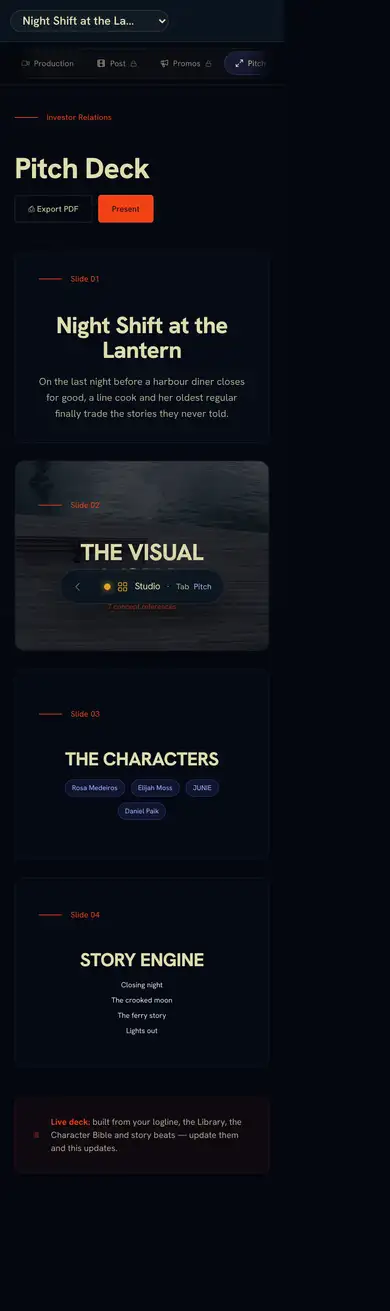 Night Shift at the La...
Production
Post
Promos
Pitch
Investor Relations
Pitch Deck
Export PDF
Present
Slide 01
Night Shift at the
Lantern
On the last night before a harbour diner closes
for good, a line cook and her oldest regular
finally trade the stories they never told.
Slide 02
THE VISUAL
Studio · Tab Pitch
7 concept references
Slide 03
THE CHARACTERS
Rosa Medeiros
Elijah Moss
JUNIE
Daniel Paik
Slide 04
STORY ENGINE
Closing night
The crooked moon
The ferry story
Lights out
Live deck: built from your logline, the Library, the
Character Bible and story beats — update them
and this updates.